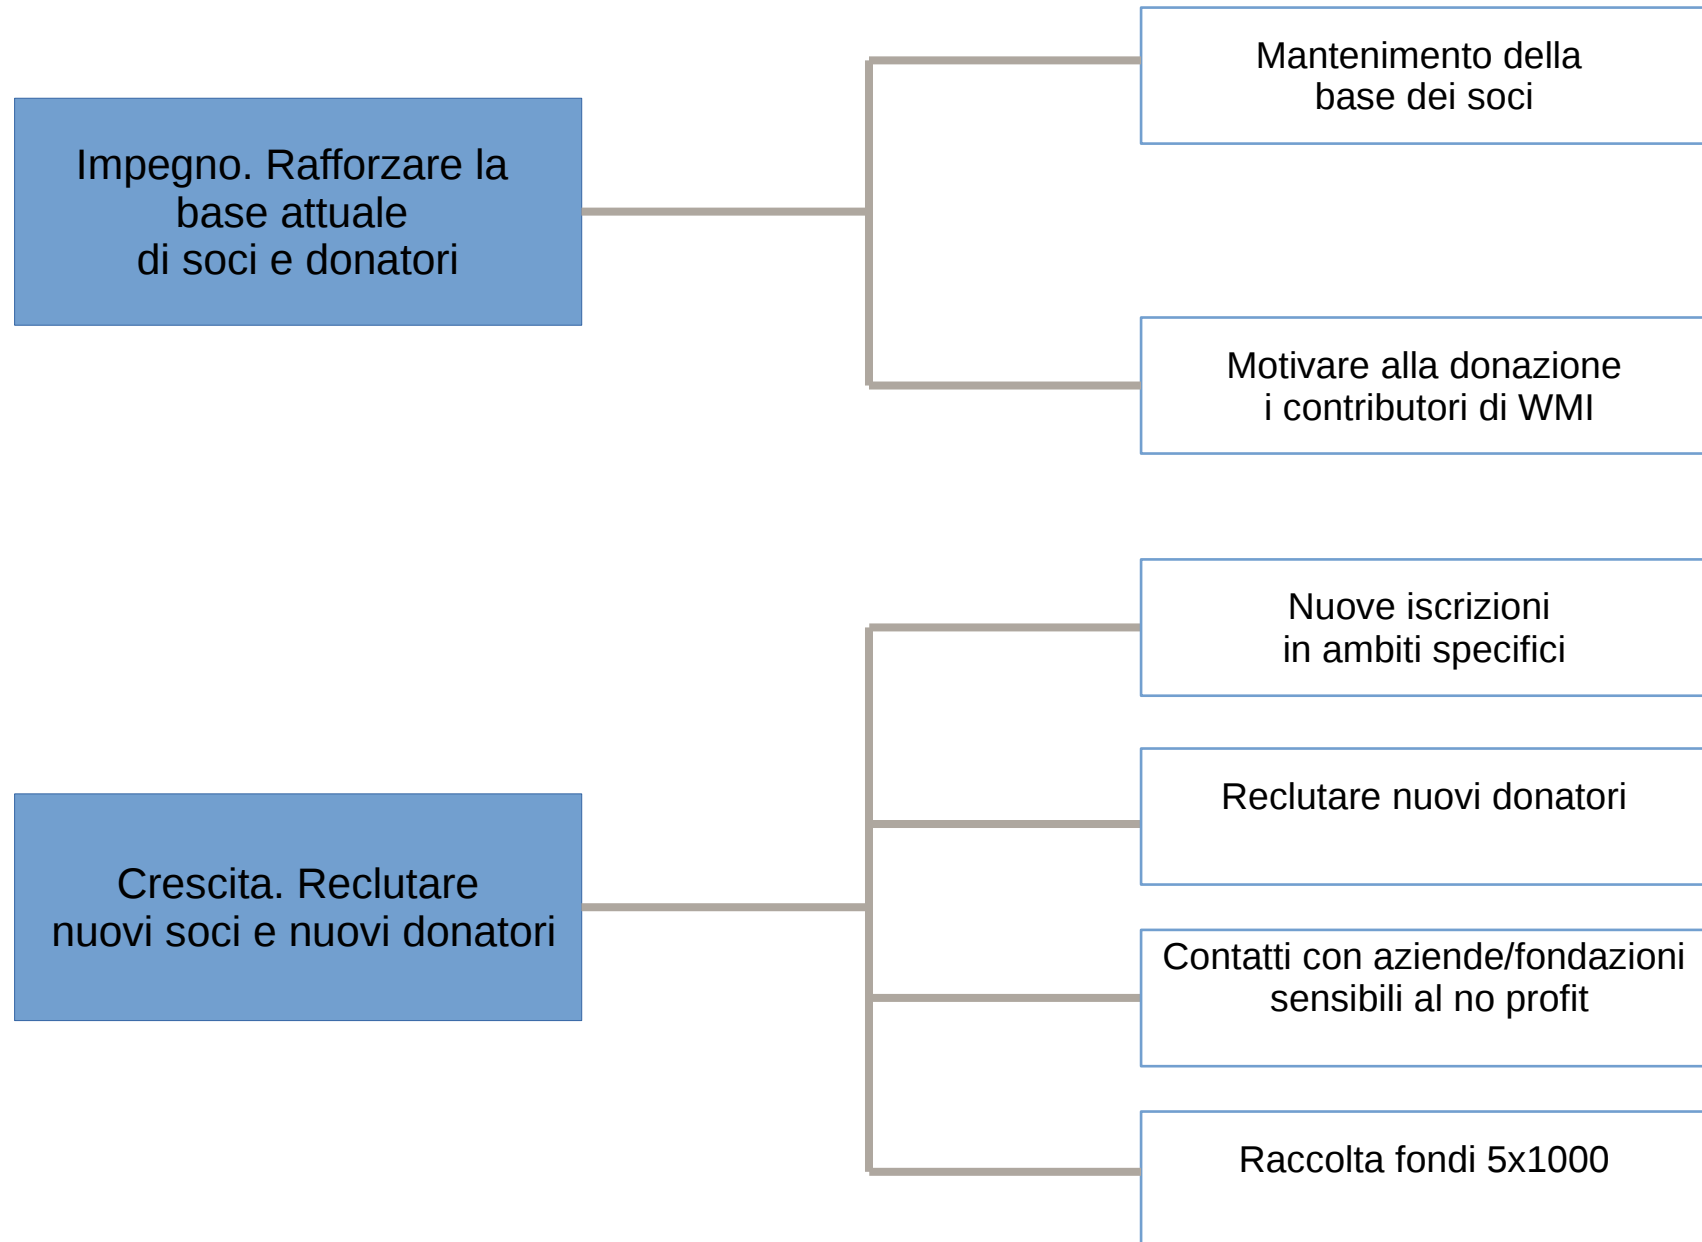 Impegno. Rafforzare la
base attuale
di soci e donatori
Mantenimento della
base dei soci
Motivare alla donazione
i contributori di WMI
Crescita. Reclutare
nuovi soci e nuovi donatori
Nuove iscrizioni
in ambiti specifici
Reclutare nuovi donatori
Contatti con aziende/fondazioni
sensibili al no profit
Raccolta fondi 5x1000